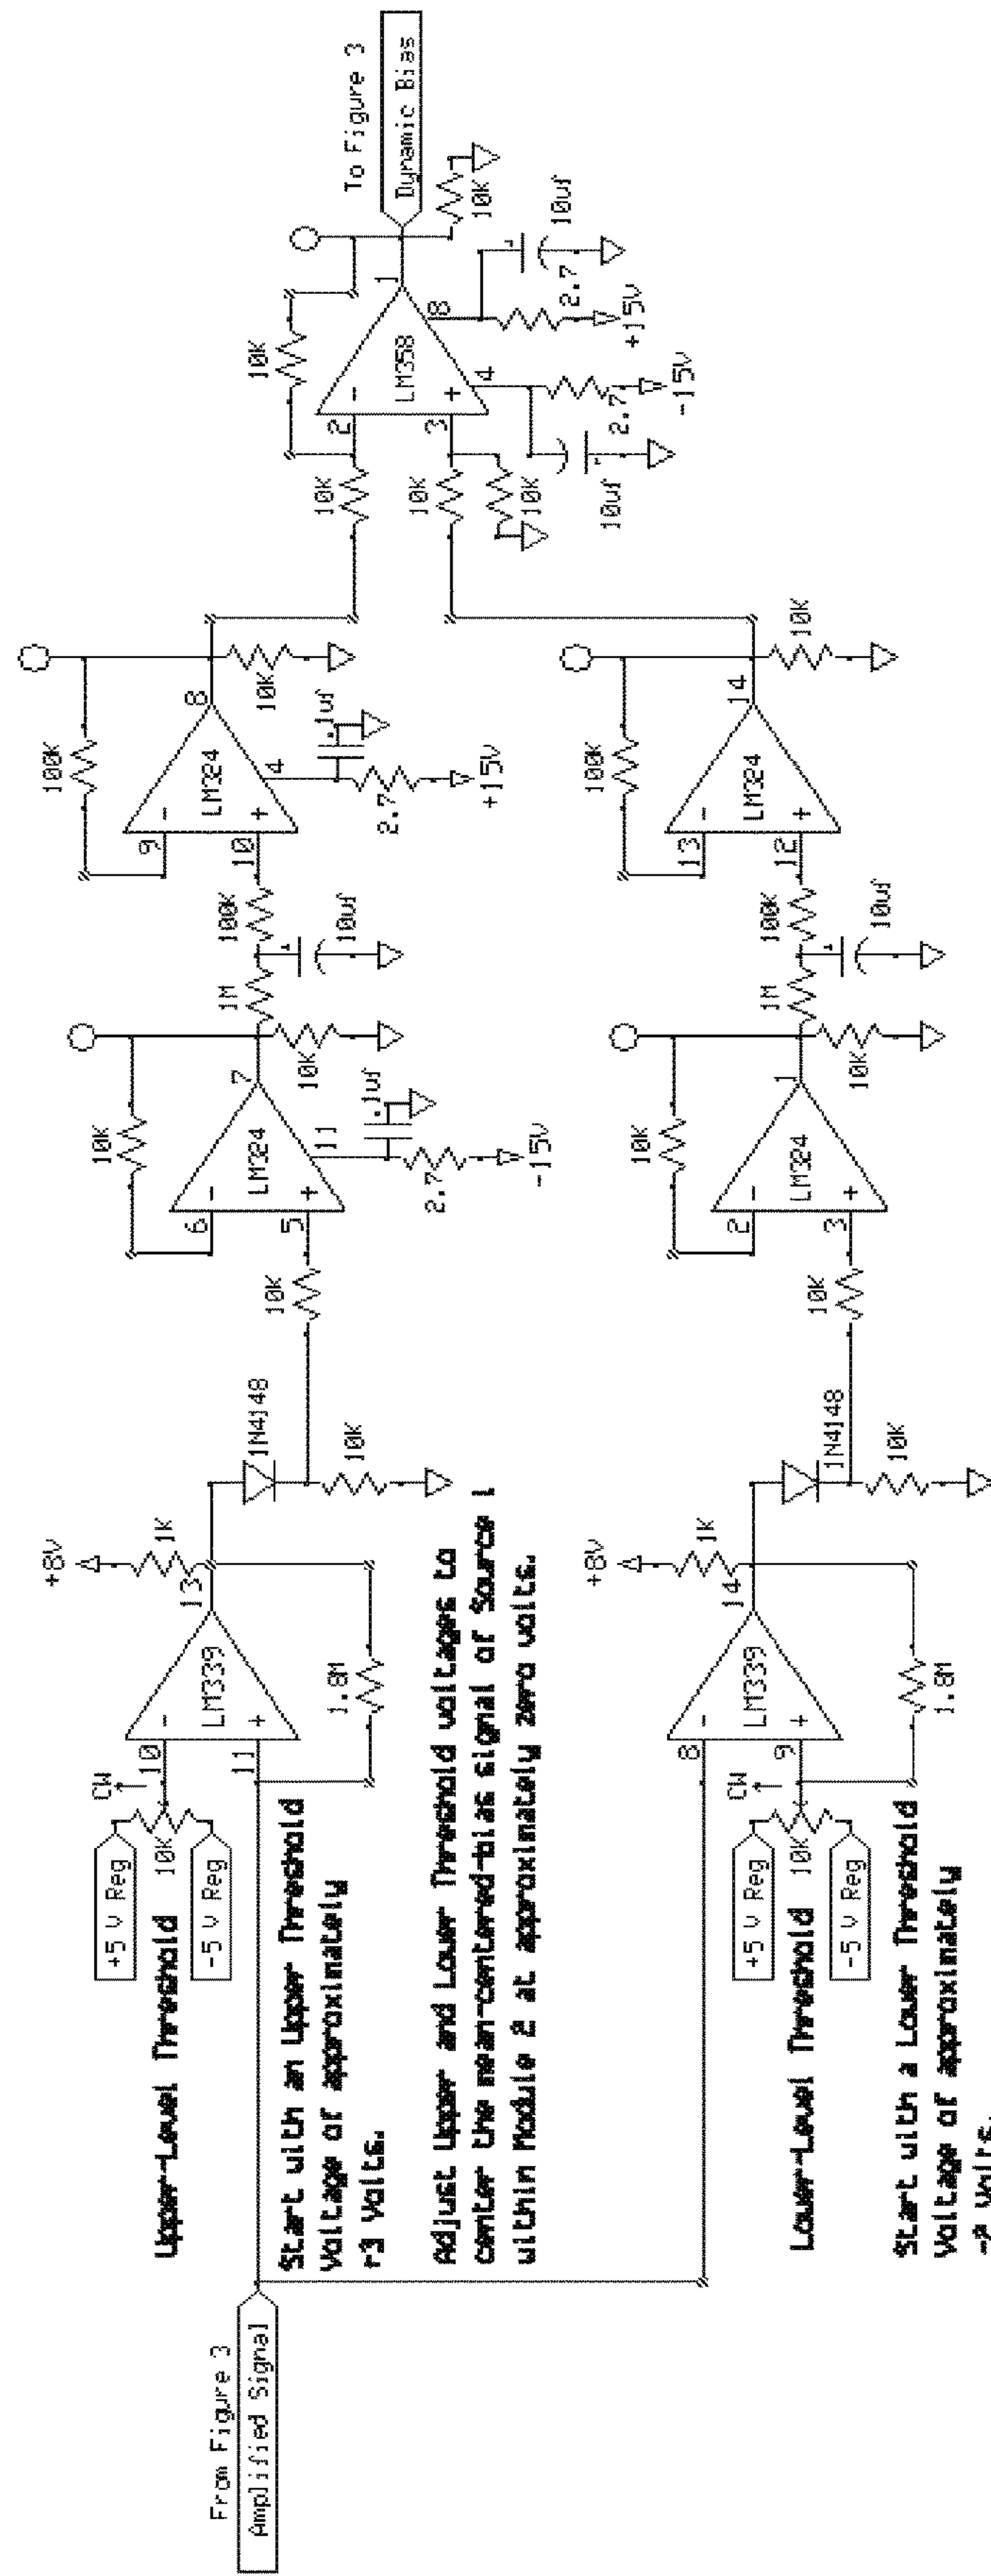 From Figure 3
Amplified Signal
Upper-Level Threshold
+5 V Reg
-5 V Reg
10K
CW
10
11
LM339
13
+8V
1K
1.8M
1N4148
10K
10K
Start with an Upper Threshold
Voltage of approximately
r3 Volts.
Adjust Upper and Lower Threshold voltages to
center the mean-centered-bias signal of Source 1
within Module 2 at approximately zero volts.
6
5
LM324
7
11
10K
10K
.1uf
2.7
-15V
1M
100K
10uf
9
10
LM324
8
4
100K
10K
.1uf
2.7
+15V
Lower-Level Threshold
+5 V Reg
-5 V Reg
10K
CW
8
9
LM339
14
+8V
1K
1.8M
1N4148
10K
10K
Start with a Lower Threshold
Voltage of approximately
2
3
LM324
1
10K
10K
1M
100K
10uf
13
12
LM324
14
100K
10K
10K
10K
10K
10K
2
3
LM358
1
8
4
10K
10uf
2.7
+15V
10uf
2.7
-15V
To Figure 3
Dynamic Bias